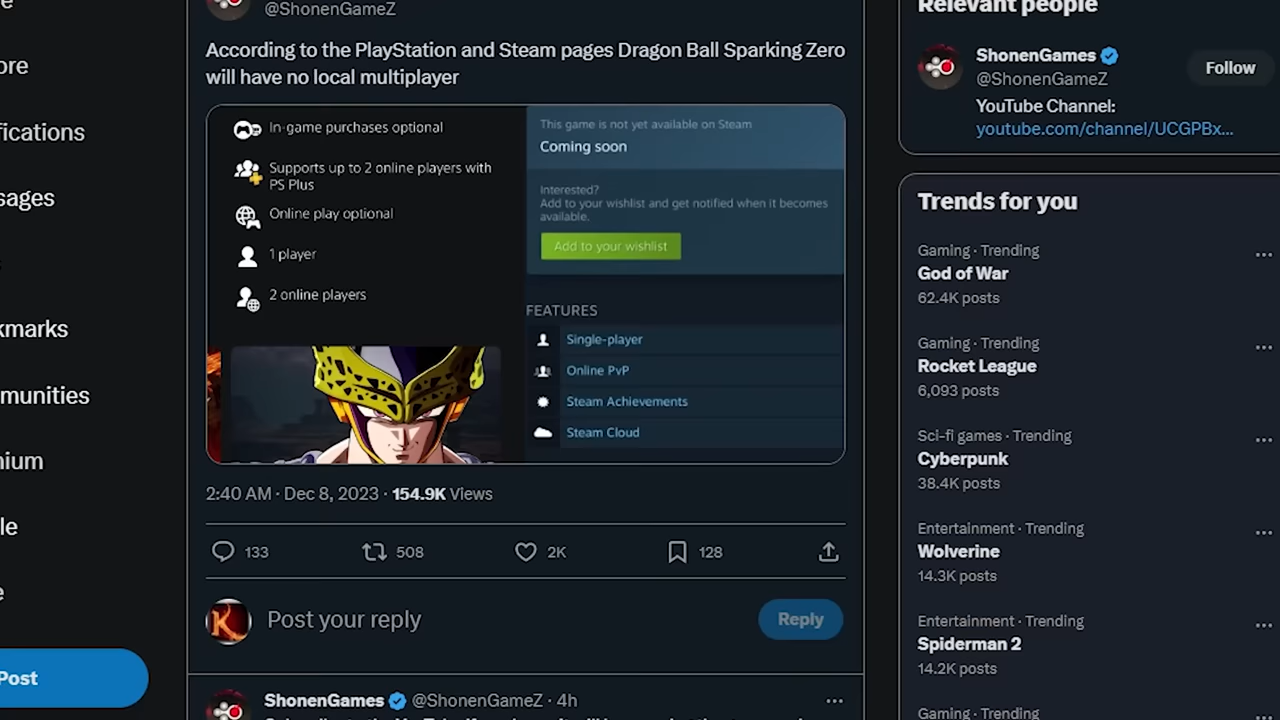 e
ore
fications
sages
s
kmarks
mmunities
mium
le
e
Post
@ShonenGameZ
According to the PlayStation and Steam pages Dragon Ball Sparking Zero
will have no local multiplayer
In-game purchases optional
Supports up to 2 online players with
PS Plus
Online play optional
1 player
2 online players
This game is not yet available on Steam
Coming soon
Interested?
Add to your wishlist and get notified when it becomes
available.
Add to your wishlist
FEATURES
Single-player
Online PvP
Steam Achievements
Steam Cloud
2:40 AM · Dec 8, 2023 · 154.9K Views
133 508 2K 128
K
Post your reply
Reply
ShonenGames @ShonenGameZ · 4h
Relevant people
ShonenGames
@ShonenGameZ
Follow
YouTube Channel:
youtube.com/channel/UCGPBx...
Trends for you
Gaming · Trending
God of War
62.4K posts
Gaming · Trending
Rocket League
6,093 posts
Sci-fi games · Trending
Cyberpunk
38.4K posts
Entertainment · Trending
Wolverine
14.3K posts
Entertainment · Trending
Spiderman 2
14.2K posts
Gaming · Trending